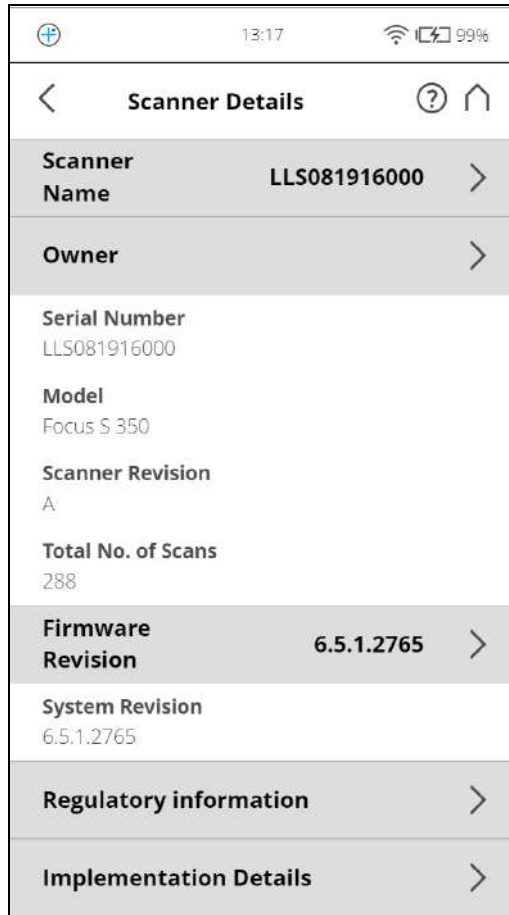 13:17
99%
Scanner Details
Scanner
Name
LLS081916000
Owner
Serial Number
LLS081916000
Model
Focus S 350
Scanner Revision
A
Total No. of Scans
288
Firmware
Revision
6.5.1.2765
System Revision
6.5.1.2765
Regulatory information
Implementation Details